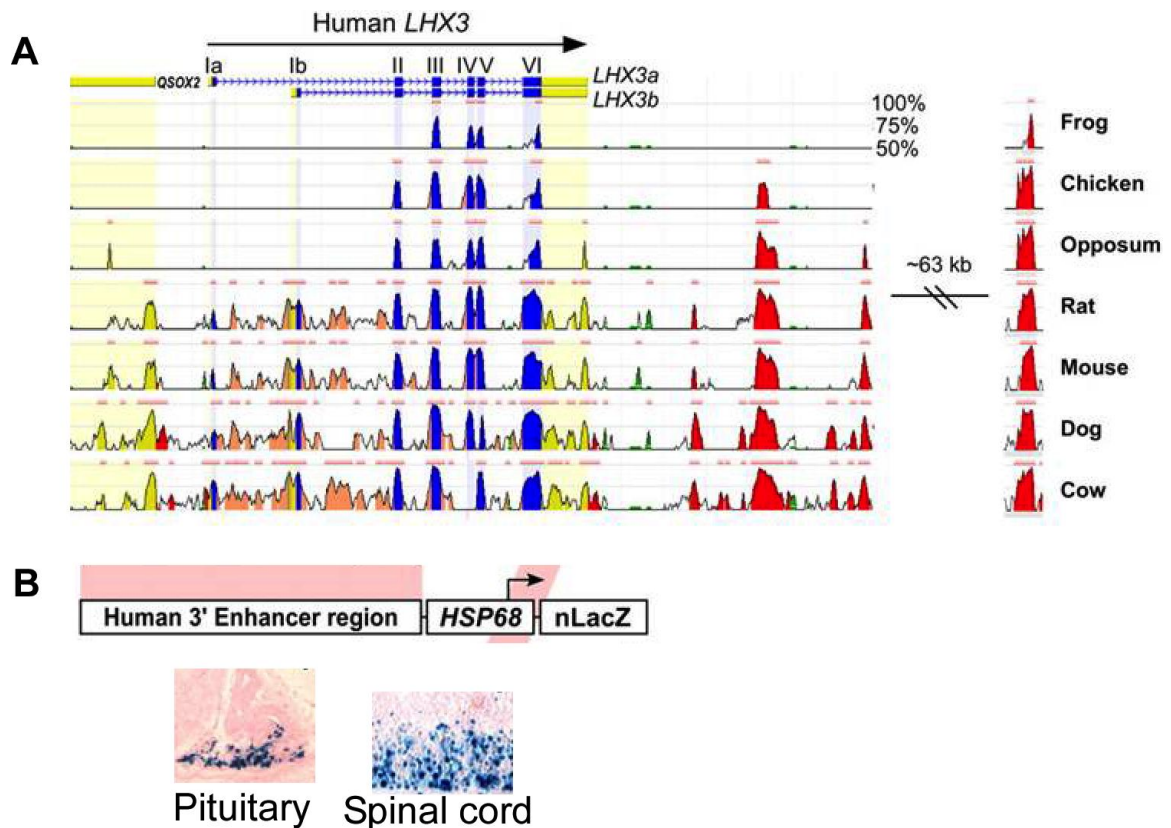 A
Human LHX3
Ia Ib II III IV V VI
QSOX2
LHX3a
LHX3b
100%
75%
50%
Frog
Chicken
Opossum
~63 kb
Rat
Mouse
Dog
Cow
B
Human 3' Enhancer region HSP68 nLacZ
Pituitary Spinal cord